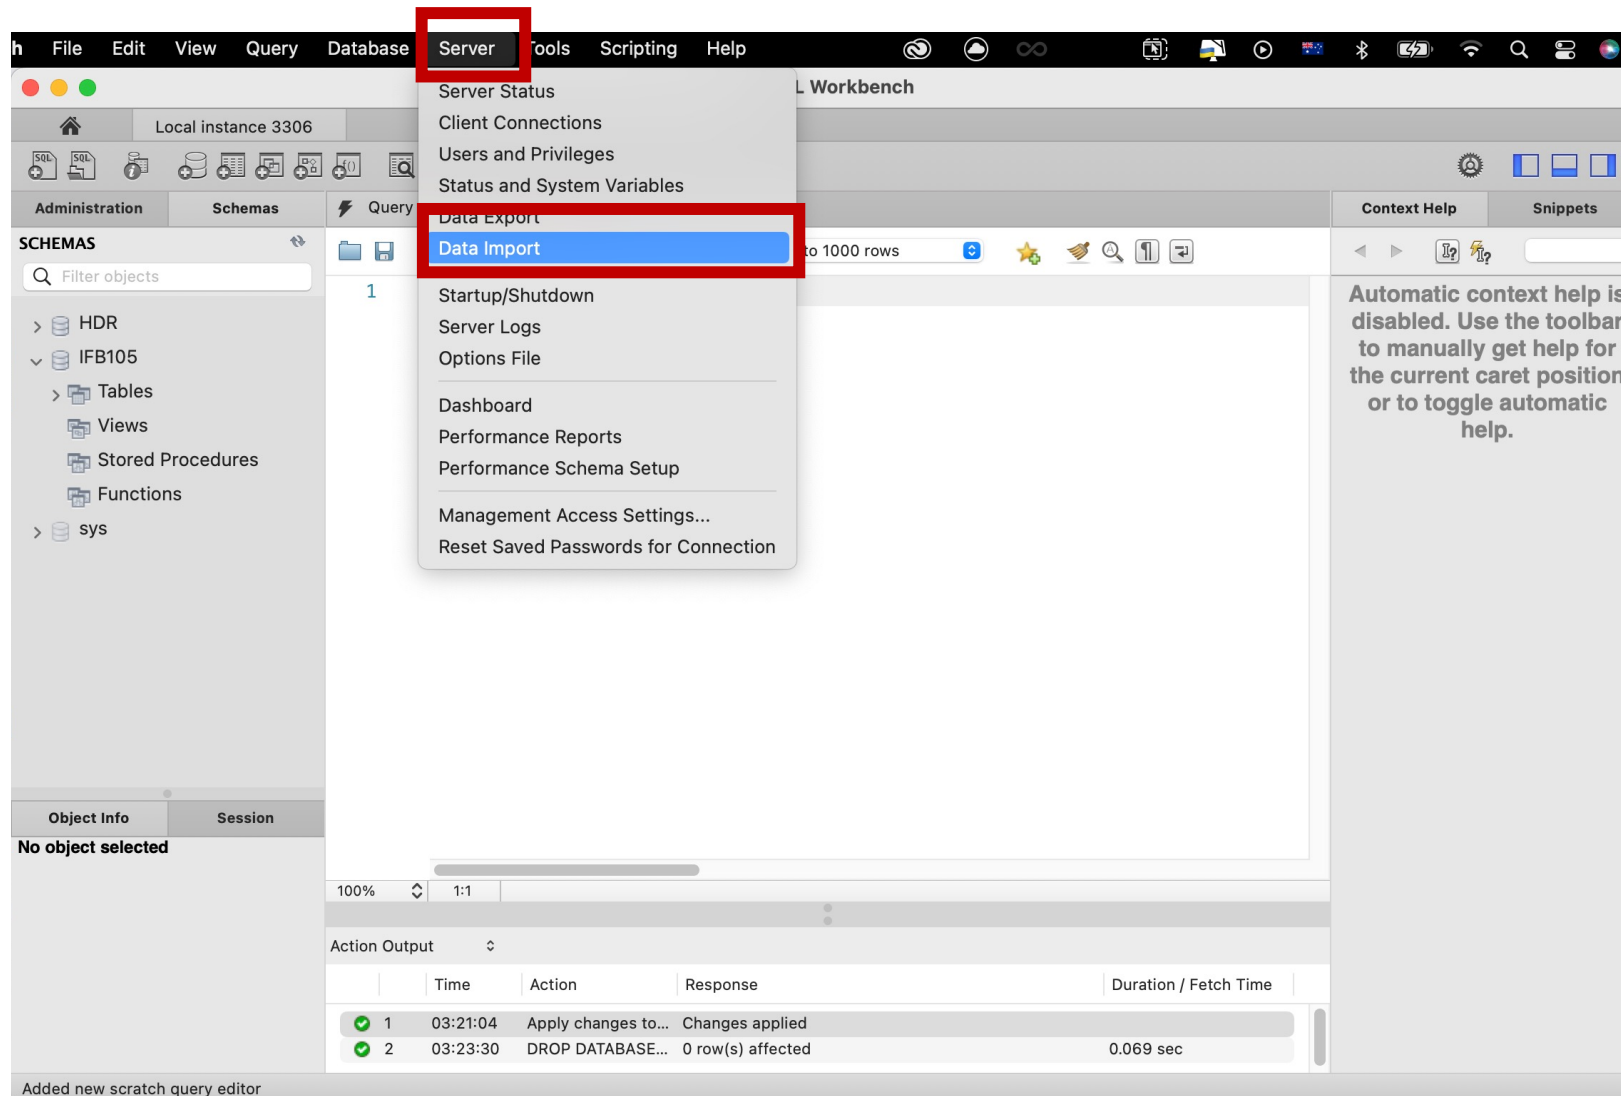 h File Edit View Query Database Server Tools Scripting Help
L Workbench
Local instance 3306
SQL SQL
Administration Schemas Query
Context Help Snippets
SCHEMAS
Filter objects
HDR
IFB105
Tables
Views
Stored Procedures
Functions
sys
Server Status
Client Connections
Users and Privileges
Status and System Variables
Data Export
Data Import
Startup/Shutdown
Server Logs
Options File
Dashboard
Performance Reports
Performance Schema Setup
Management Access Settings...
Reset Saved Passwords for Connection
to 1000 rows
1
Automatic context help is
disabled. Use the toolbar
to manually get help for
the current caret position
or to toggle automatic
help.
Object Info Session
No object selected
100% 1:1
Action Output
Time Action Response Duration / Fetch Time
1 03:21:04 Apply changes to... Changes applied
2 03:23:30 DROP DATABASE... 0 row(s) affected 0.069 sec
Added new scratch query editor